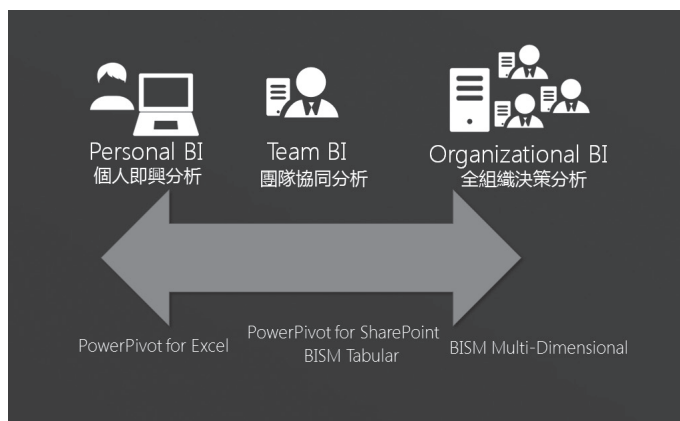 Personal BI
個人即興分析
Team BI
團隊協同分析
Organizational BI
全組織決策分析
PowerPivot for Excel
PowerPivot for SharePoint
BISM Tabular
BISM Multi-Dimensional